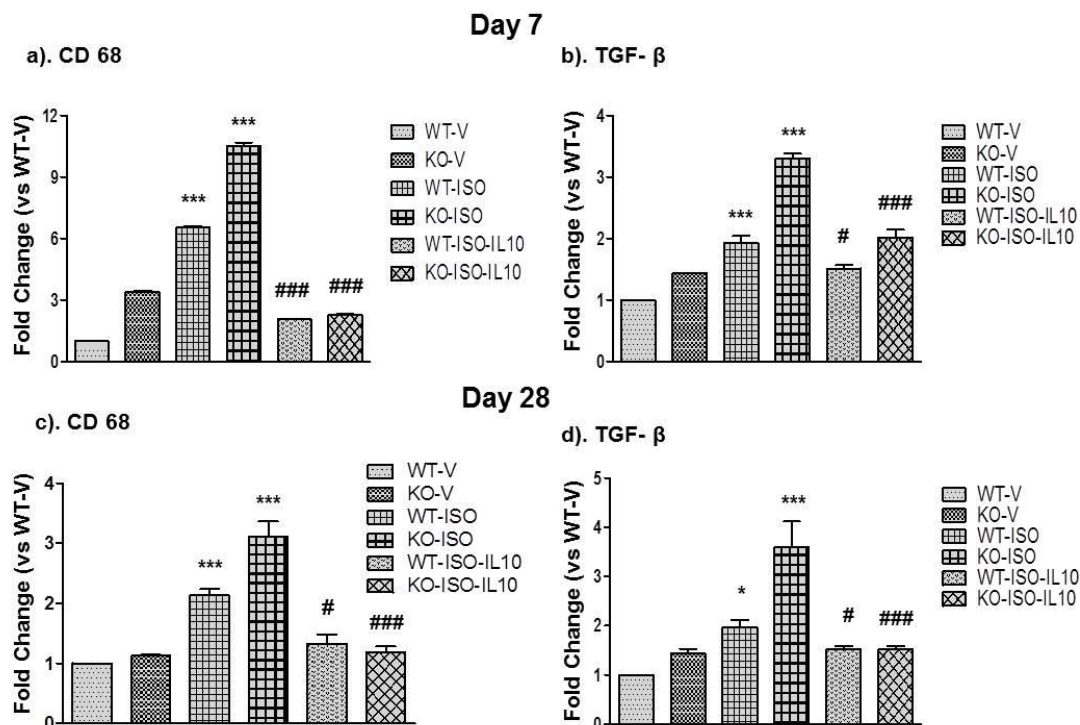 Day 7
a). CD 68
Fold Change (vs WT-V)
12
9
6
3
0
***
***
###
###
WT-V
KO-V
WT-ISO
KO-ISO
WT-ISO-IL10
KO-ISO-IL10
b). TGF- β
Fold Change (vs WT-V)
4
3
2
1
0
***
***
#
###
WT-V
KO-V
WT-ISO
KO-ISO
WT-ISO-IL10
KO-ISO-IL10
Day 28
c). CD 68
Fold Change (vs WT-V)
4
3
2
1
0
***
***
#
###
WT-V
KO-V
WT-ISO
KO-ISO
WT-ISO-IL10
KO-ISO-IL10
d). TGF- β
Fold Change (vs WT-V)
5
4
3
2
1
0
*
***
#
###
WT-V
KO-V
WT-ISO
KO-ISO
WT-ISO-IL10
KO-ISO-IL10